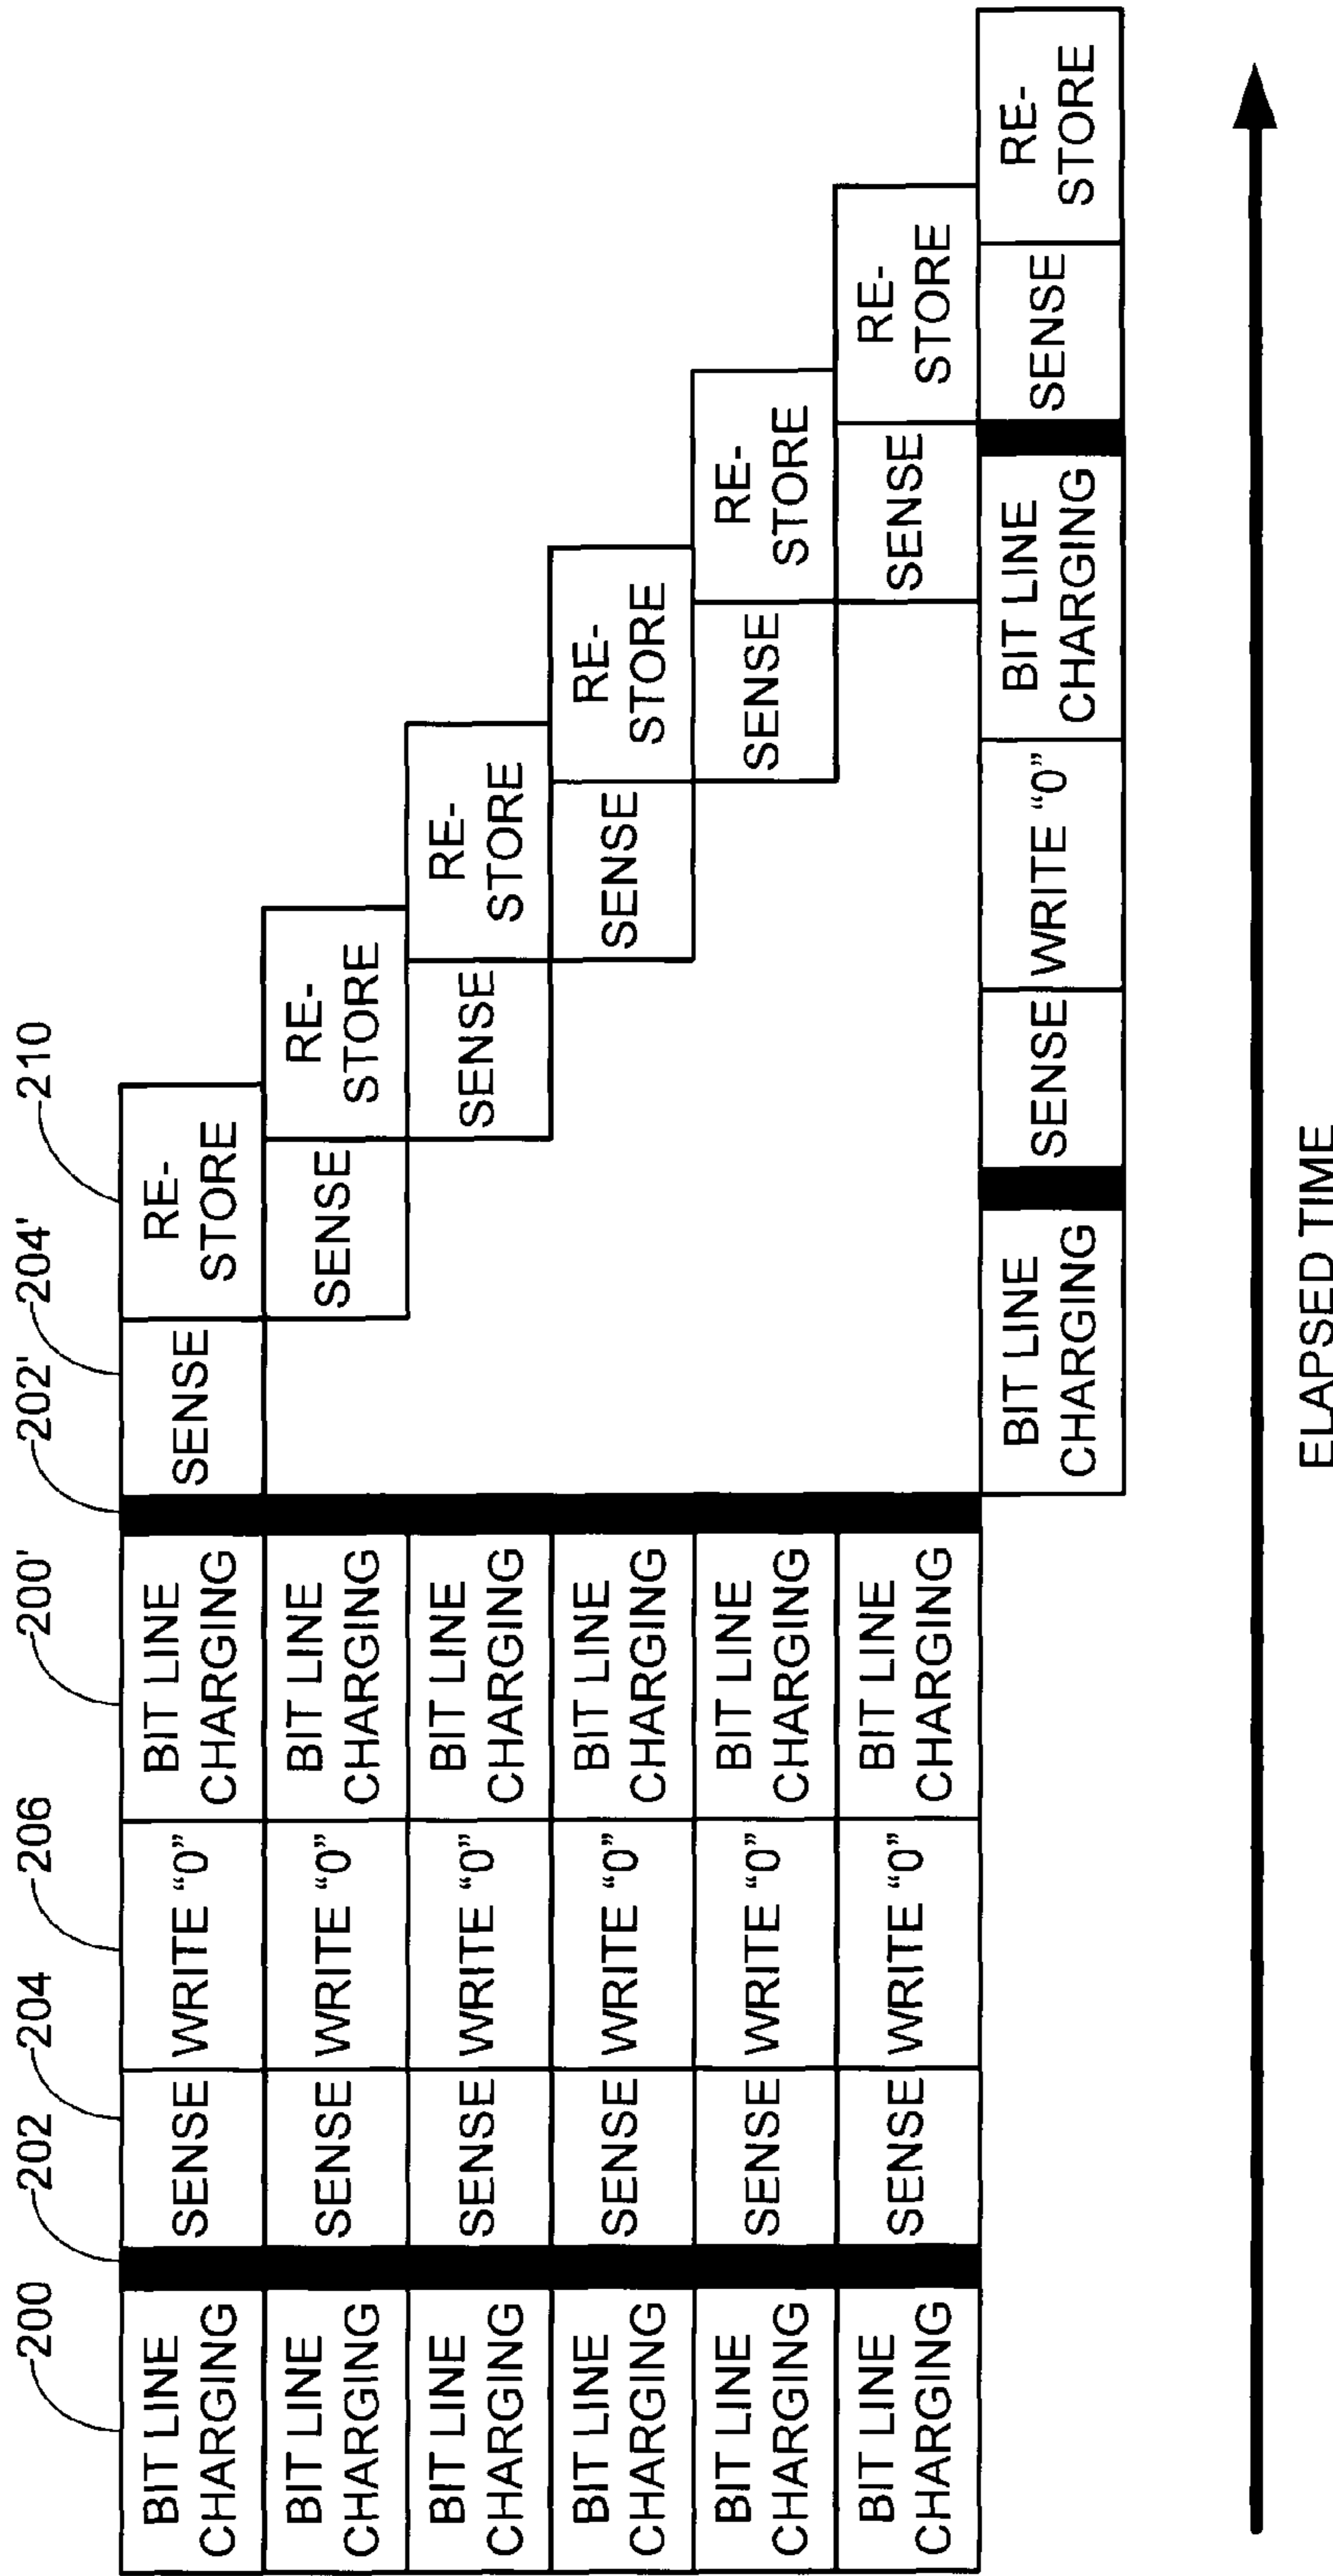 200
202
204
206
200'
202'
204'
210
BIT LINE
CHARGING
SENSE
WRITE “0”
BIT LINE
CHARGING
SENSE
RE-
STORE
BIT LINE
CHARGING
SENSE
WRITE “0”
BIT LINE
CHARGING
SENSE
RE-
STORE
BIT LINE
CHARGING
SENSE
WRITE “0”
BIT LINE
CHARGING
SENSE
RE-
STORE
BIT LINE
CHARGING
SENSE
WRITE “0”
BIT LINE
CHARGING
SENSE
RE-
STORE
BIT LINE
CHARGING
SENSE
WRITE “0”
BIT LINE
CHARGING
SENSE
RE-
STORE
BIT LINE
CHARGING
SENSE
WRITE “0”
BIT LINE
CHARGING
SENSE
RE-
STORE
BIT LINE
CHARGING
SENSE
WRITE “0”
BIT LINE
CHARGING
SENSE
RE-
STORE
ELAPSED TIME